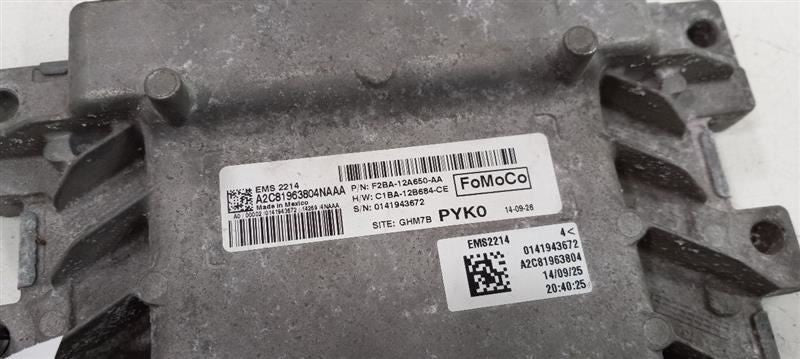 EMS 2214
A2C81963804NAAA
Made in Mexico
P/N: F2BA-12A650-AA
H/W: C1BA-12B684-CE
S/N: 0141943672
FoMoCo
SITE: GHM7B PYK0 14-09-26
EMS2214 4<
0141943672
A2C81963804
14/09/25
20:40:25